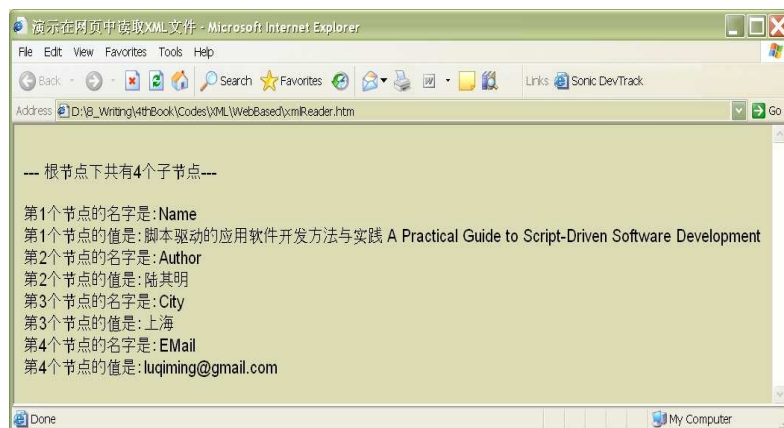 演示在网页中读取XML文件 - Microsoft Internet Explorer
File Edit View Favorites Tools Help
Back Search Favorites Links Sonic DevTrack
Address D:\8_Writing\4thBook\Codes\XML\WebBased\xmlReader.htm Go
--- 根节点下共有4个子节点---
第1个节点的名字是:Name
第1个节点的值是:脚本驱动的应用软件开发方法与实践 A Practical Guide to Script-Driven Software Development
第2个节点的名字是:Author
第2个节点的值是:陆其明
第3个节点的名字是:City
第3个节点的值是:上海
第4个节点的名字是:EMail
第4个节点的值是:luqiming@gmail.com
Done My Computer